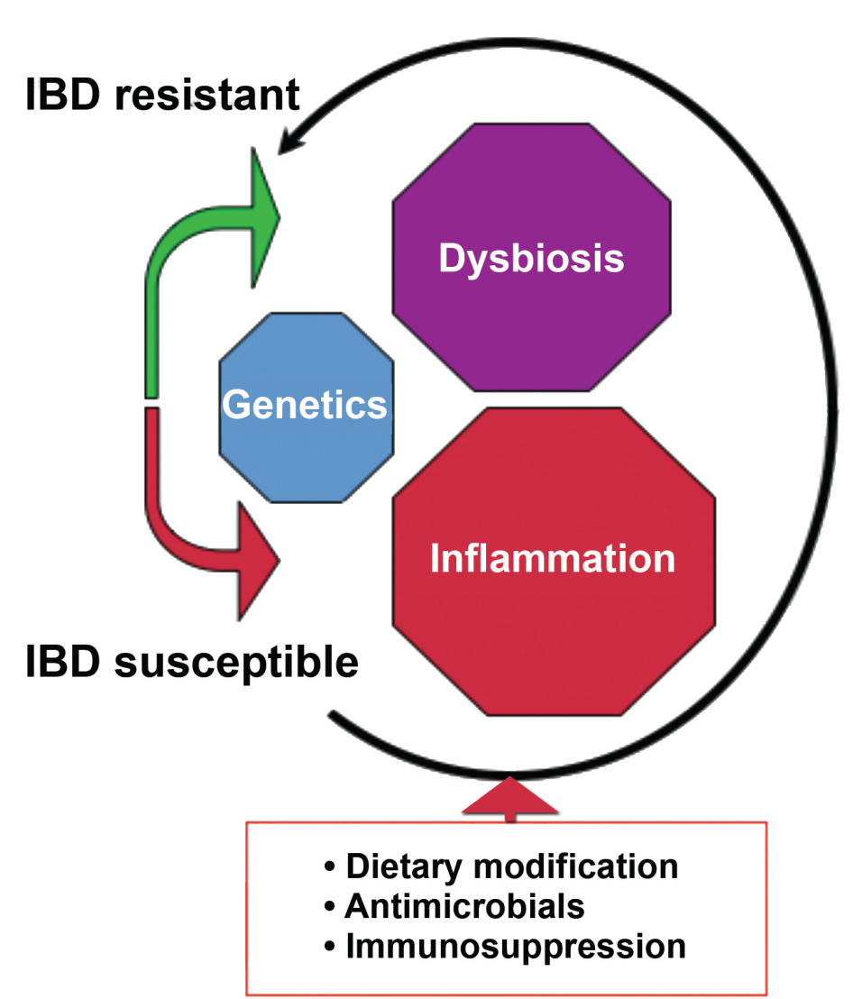 IBD resistant
Dysbiosis
Genetics
Inflammation
IBD susceptible
• Dietary modification
• Antimicrobials
• Immunosuppression